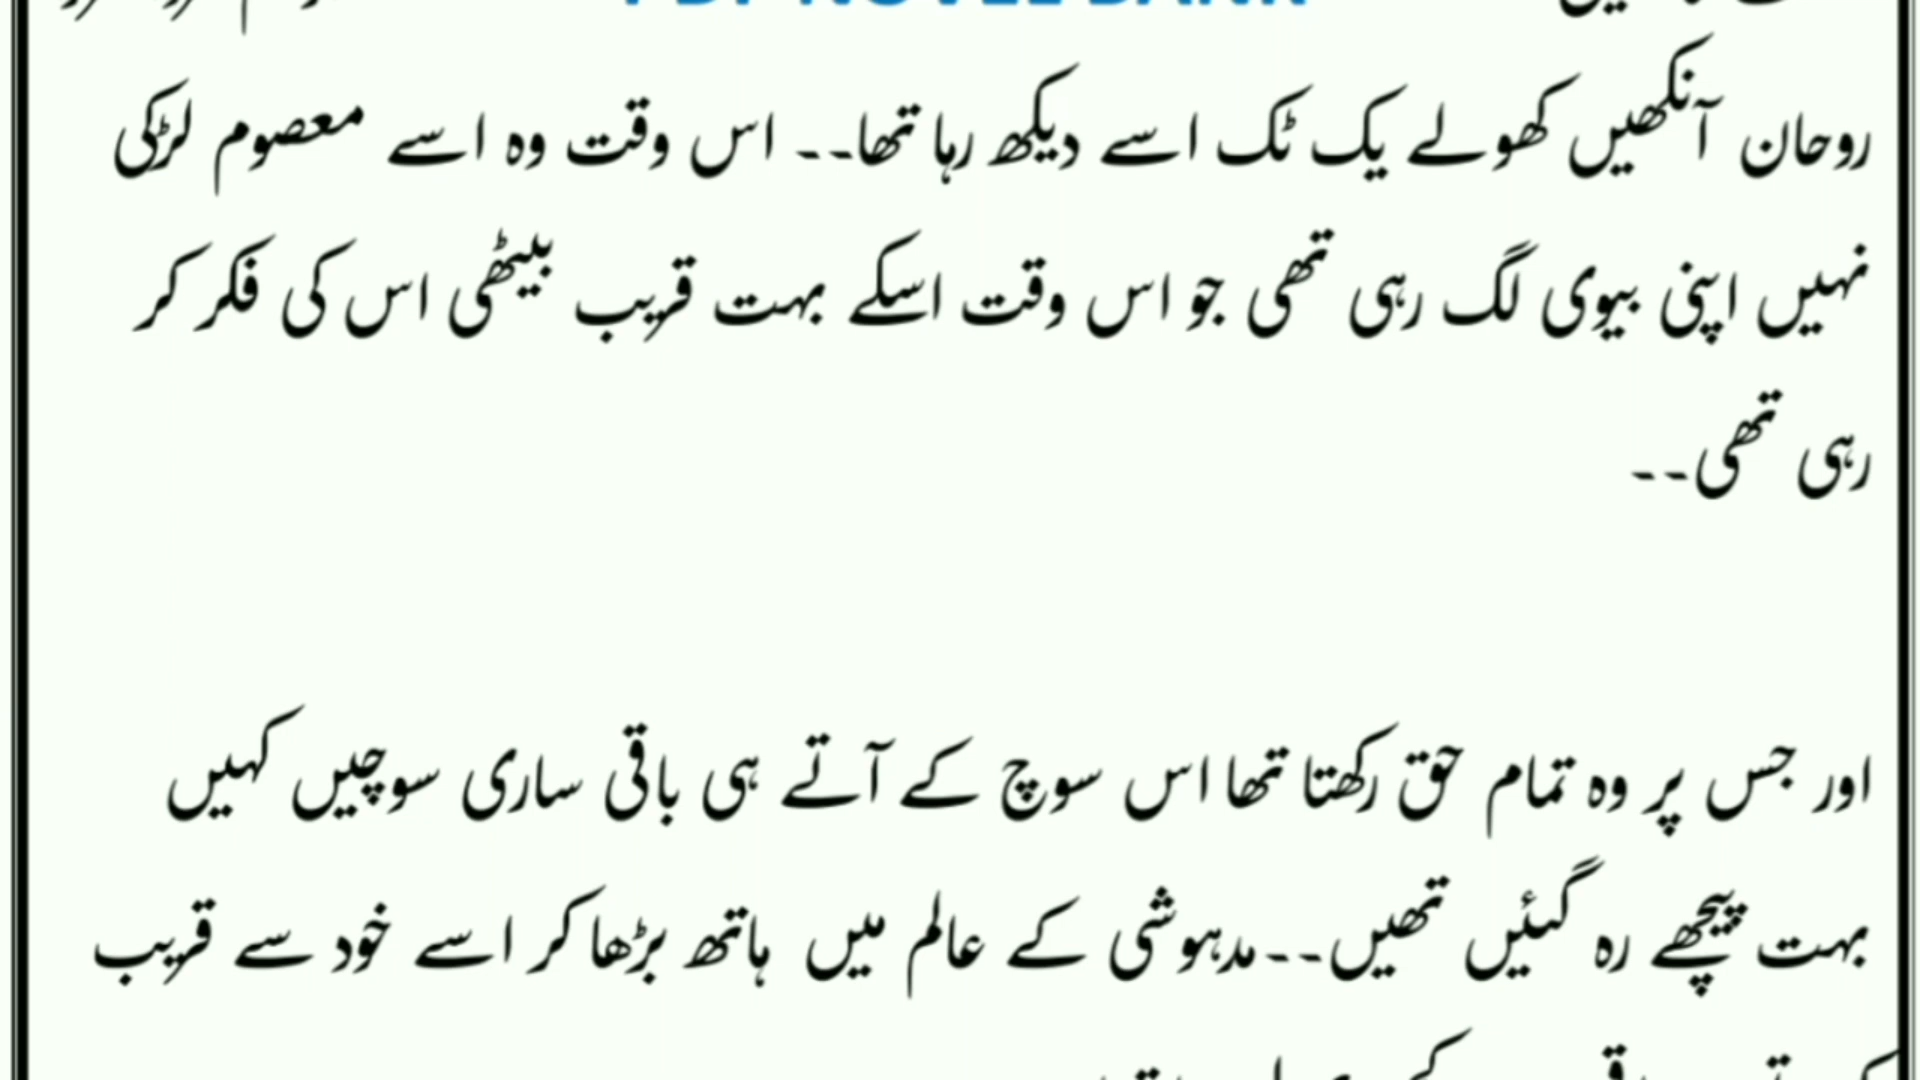 PDF NOVEL BANK
روحان آنکھیں کھولے یک ٹک اسے دیکھ رہا تھا۔۔ اس وقت وہ اسے معصوم لڑکی
نہیں اپنی بیوی لگ رہی تھی جو اس وقت اسکے بہت قریب بیٹھی اس کی فکر کر
رہی تھی۔۔
اور جس پر وہ تمام حق رکھتا تھا اس سوچ کے آتے ہی باقی ساری سوچیں کہیں
بہت پیچھے رہ گئیں تھیں۔۔مدہوشی کے عالم میں ہاتھ بڑھا کر اسے خود سے قریب